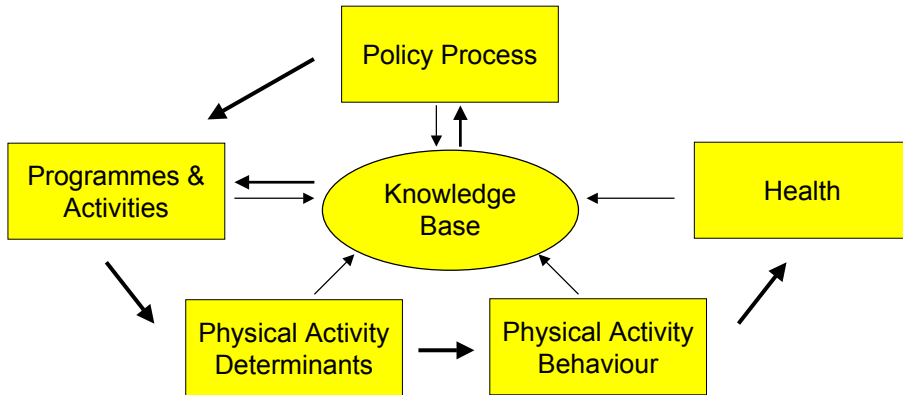 Policy Process
Programmes &
Activities
Knowledge
Base
Health
Physical Activity
Determinants
Physical Activity
Behaviour